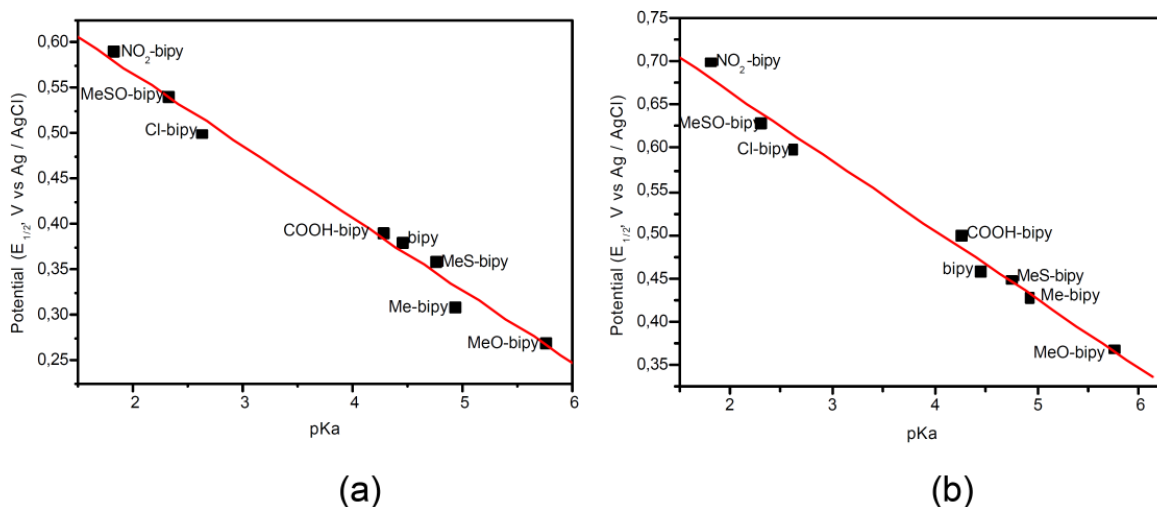 Potential (E1/2, V vs Ag / AgCl)
0,60
0,55
0,50
0,45
0,40
0,35
0,30
0,25
NO2-bipy
MeSO-bipy
Cl-bipy
COOH-bipy
bipy
MeS-bipy
Me-bipy
MeO-bipy
2 3 4 5 6
pKa
(a)
Potential (E1/2, V vs Ag / AgCl)
0,75
0,70
0,65
0,60
0,55
0,50
0,45
0,40
0,35
NO2-bipy
MeSO-bipy
Cl-bipy
COOH-bipy
bipy
MeS-bipy
Me-bipy
MeO-bipy
2 3 4 5 6
pKa
(b)